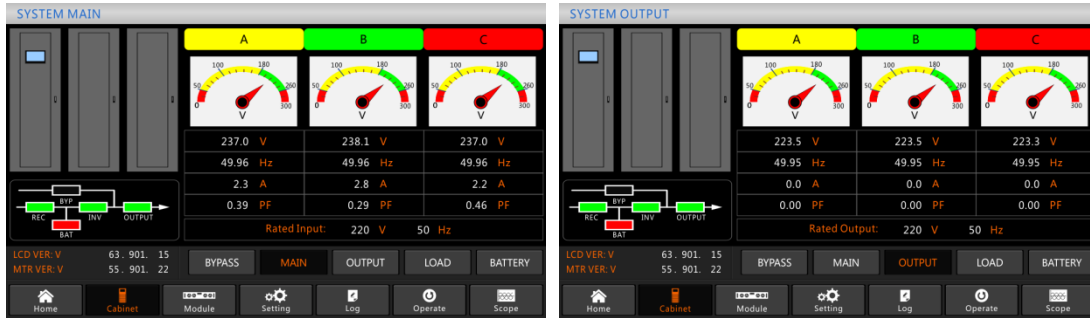 SYSTEM MAIN
A B C
0 50 100 180 260 300 V
0 50 100 180 260 300 V
0 50 100 180 260 300 V
237.0 V 238.1 V 237.0 V
49.96 Hz 49.96 Hz 49.96 Hz
2.3 A 2.8 A 2.2 A
0.39 PF 0.29 PF 0.46 PF
Rated Input: 220 V 50 Hz
BYP
REC INV OUTPUT
BAT
LCD VER: V 63. 901. 15
MTR VER: V 55. 901. 22
BYPASS MAIN OUTPUT LOAD BATTERY
Home Cabinet Module Setting Log Operate Scope
SYSTEM OUTPUT
A B C
0 50 100 180 260 300 V
0 50 100 180 260 300 V
0 50 100 180 260 300 V
223.5 V 223.5 V 223.3 V
49.95 Hz 49.95 Hz 49.95 Hz
0.0 A 0.0 A 0.0 A
0.00 PF 0.00 PF 0.00 PF
Rated Output: 220 V 50 Hz
BYP
REC INV OUTPUT
BAT
LCD VER: V 63. 901. 15
MTR VER: V 55. 901. 22
BYPASS MAIN OUTPUT LOAD BATTERY
Home Cabinet Module Setting Log Operate Scope